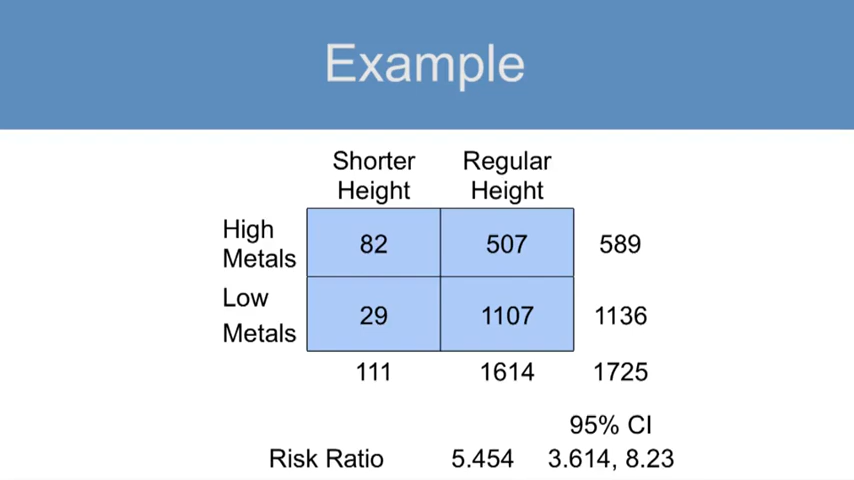 Example
Shorter Regular
Height Height
High
Metals 82 507 589
Low
Metals 29 1107 1136
111 1614 1725
95% CI
Risk Ratio 5.454 3.614, 8.23